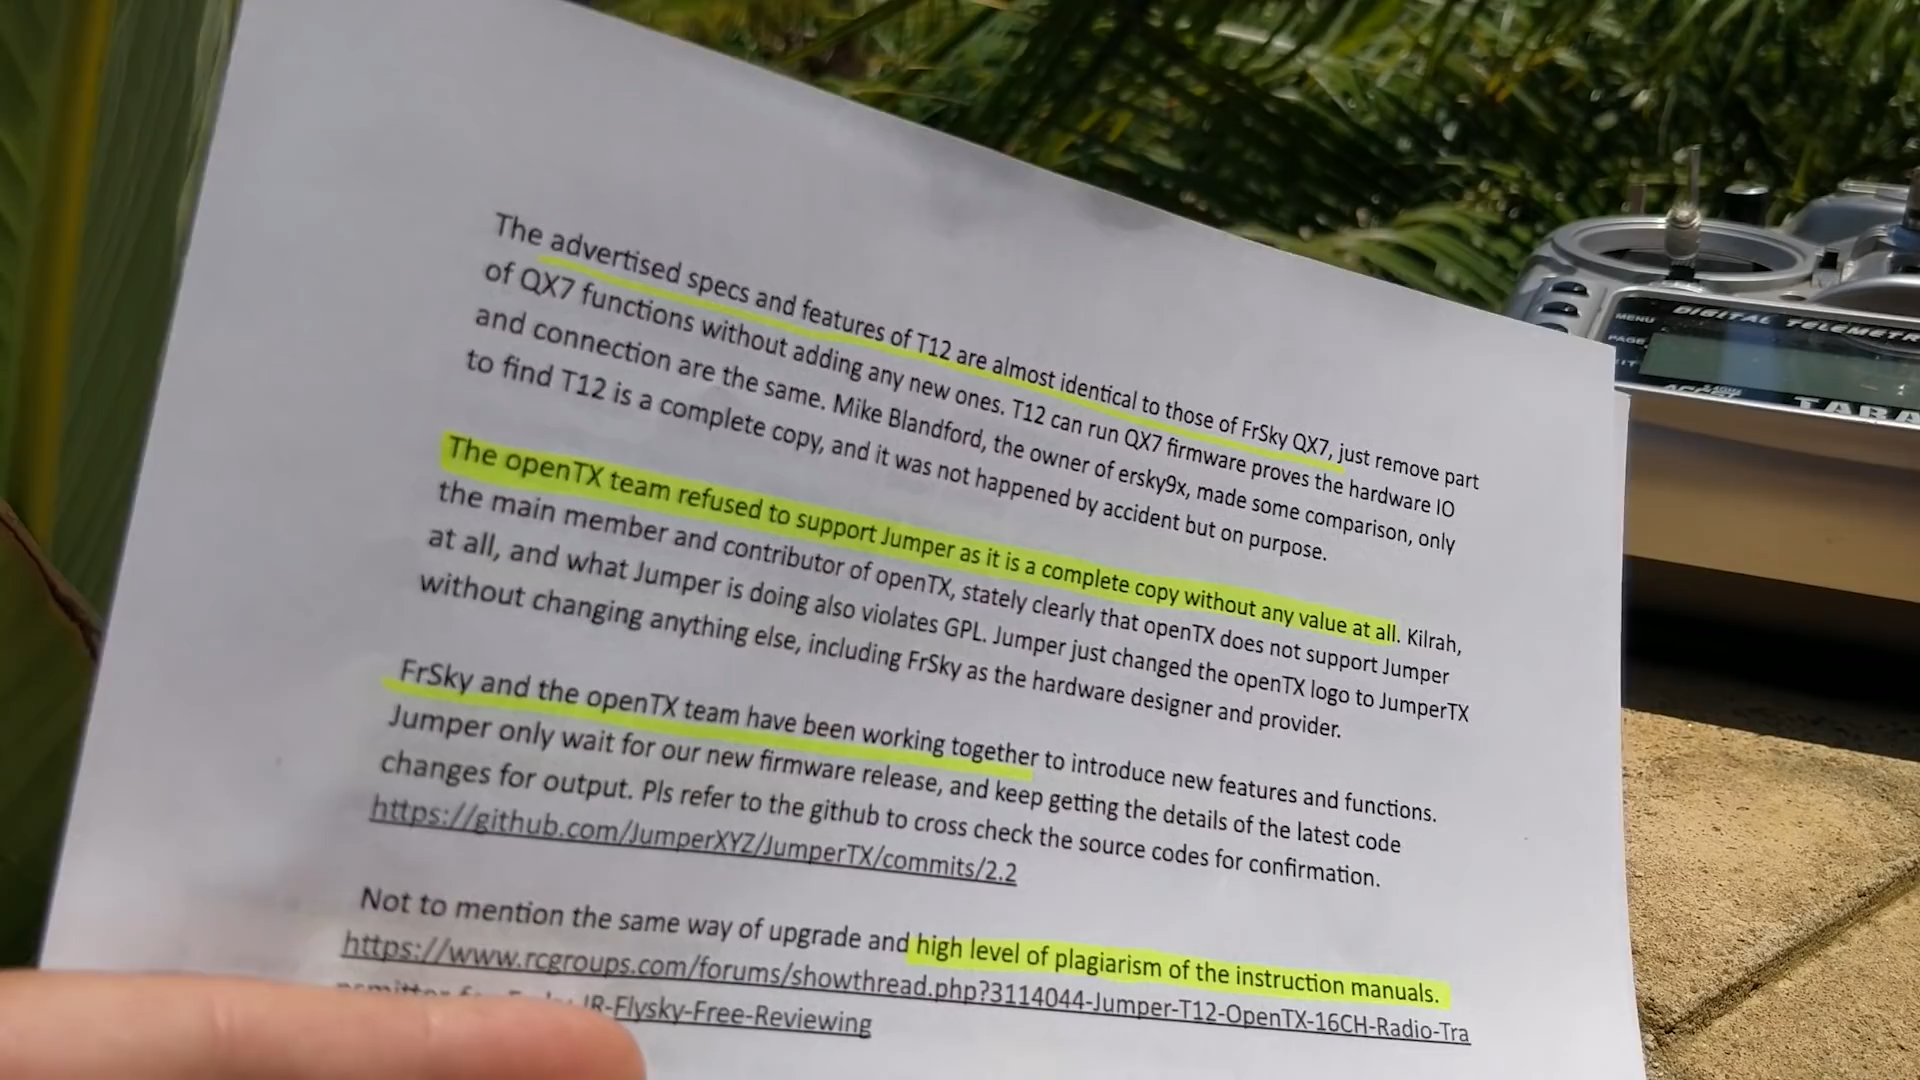 The advertised specs and features of T12 are almost identical to those of FrSky QX7, just remove part
of QX7 functions without adding any new ones. T12 can run QX7 firmware proves the hardware IO
and connection are the same. Mike Blandford, the owner of ersky9x, made some comparison, only
to find T12 is a complete copy, and it was not happened by accident but on purpose.
The openTX team refused to support Jumper as it is a complete copy without any value at all. Kilrah,
the main member and contributor of openTX, stately clearly that openTX does not support Jumper
at all, and what Jumper is doing also violates GPL. Jumper just changed the openTX logo to JumperTX
without changing anything else, including FrSky as the hardware designer and provider.
FrSky and the openTX team have been working together to introduce new features and functions.
Jumper only wait for our new firmware release, and keep getting the details of the latest code
changes for output. Pls refer to the github to cross check the source codes for confirmation.
https://github.com/JumperXYZ/JumperTX/commits/2.2
Not to mention the same way of upgrade and high level of plagiarism of the instruction manuals.
https://www.rcgroups.com/forums/showthread.php?3114044-Jumper-T12-OpenTX-16CH-Radio-Tra
JR-Flysky-Free-Reviewing
MENU
PAGE
DIGITAL TELEMETR
TARA